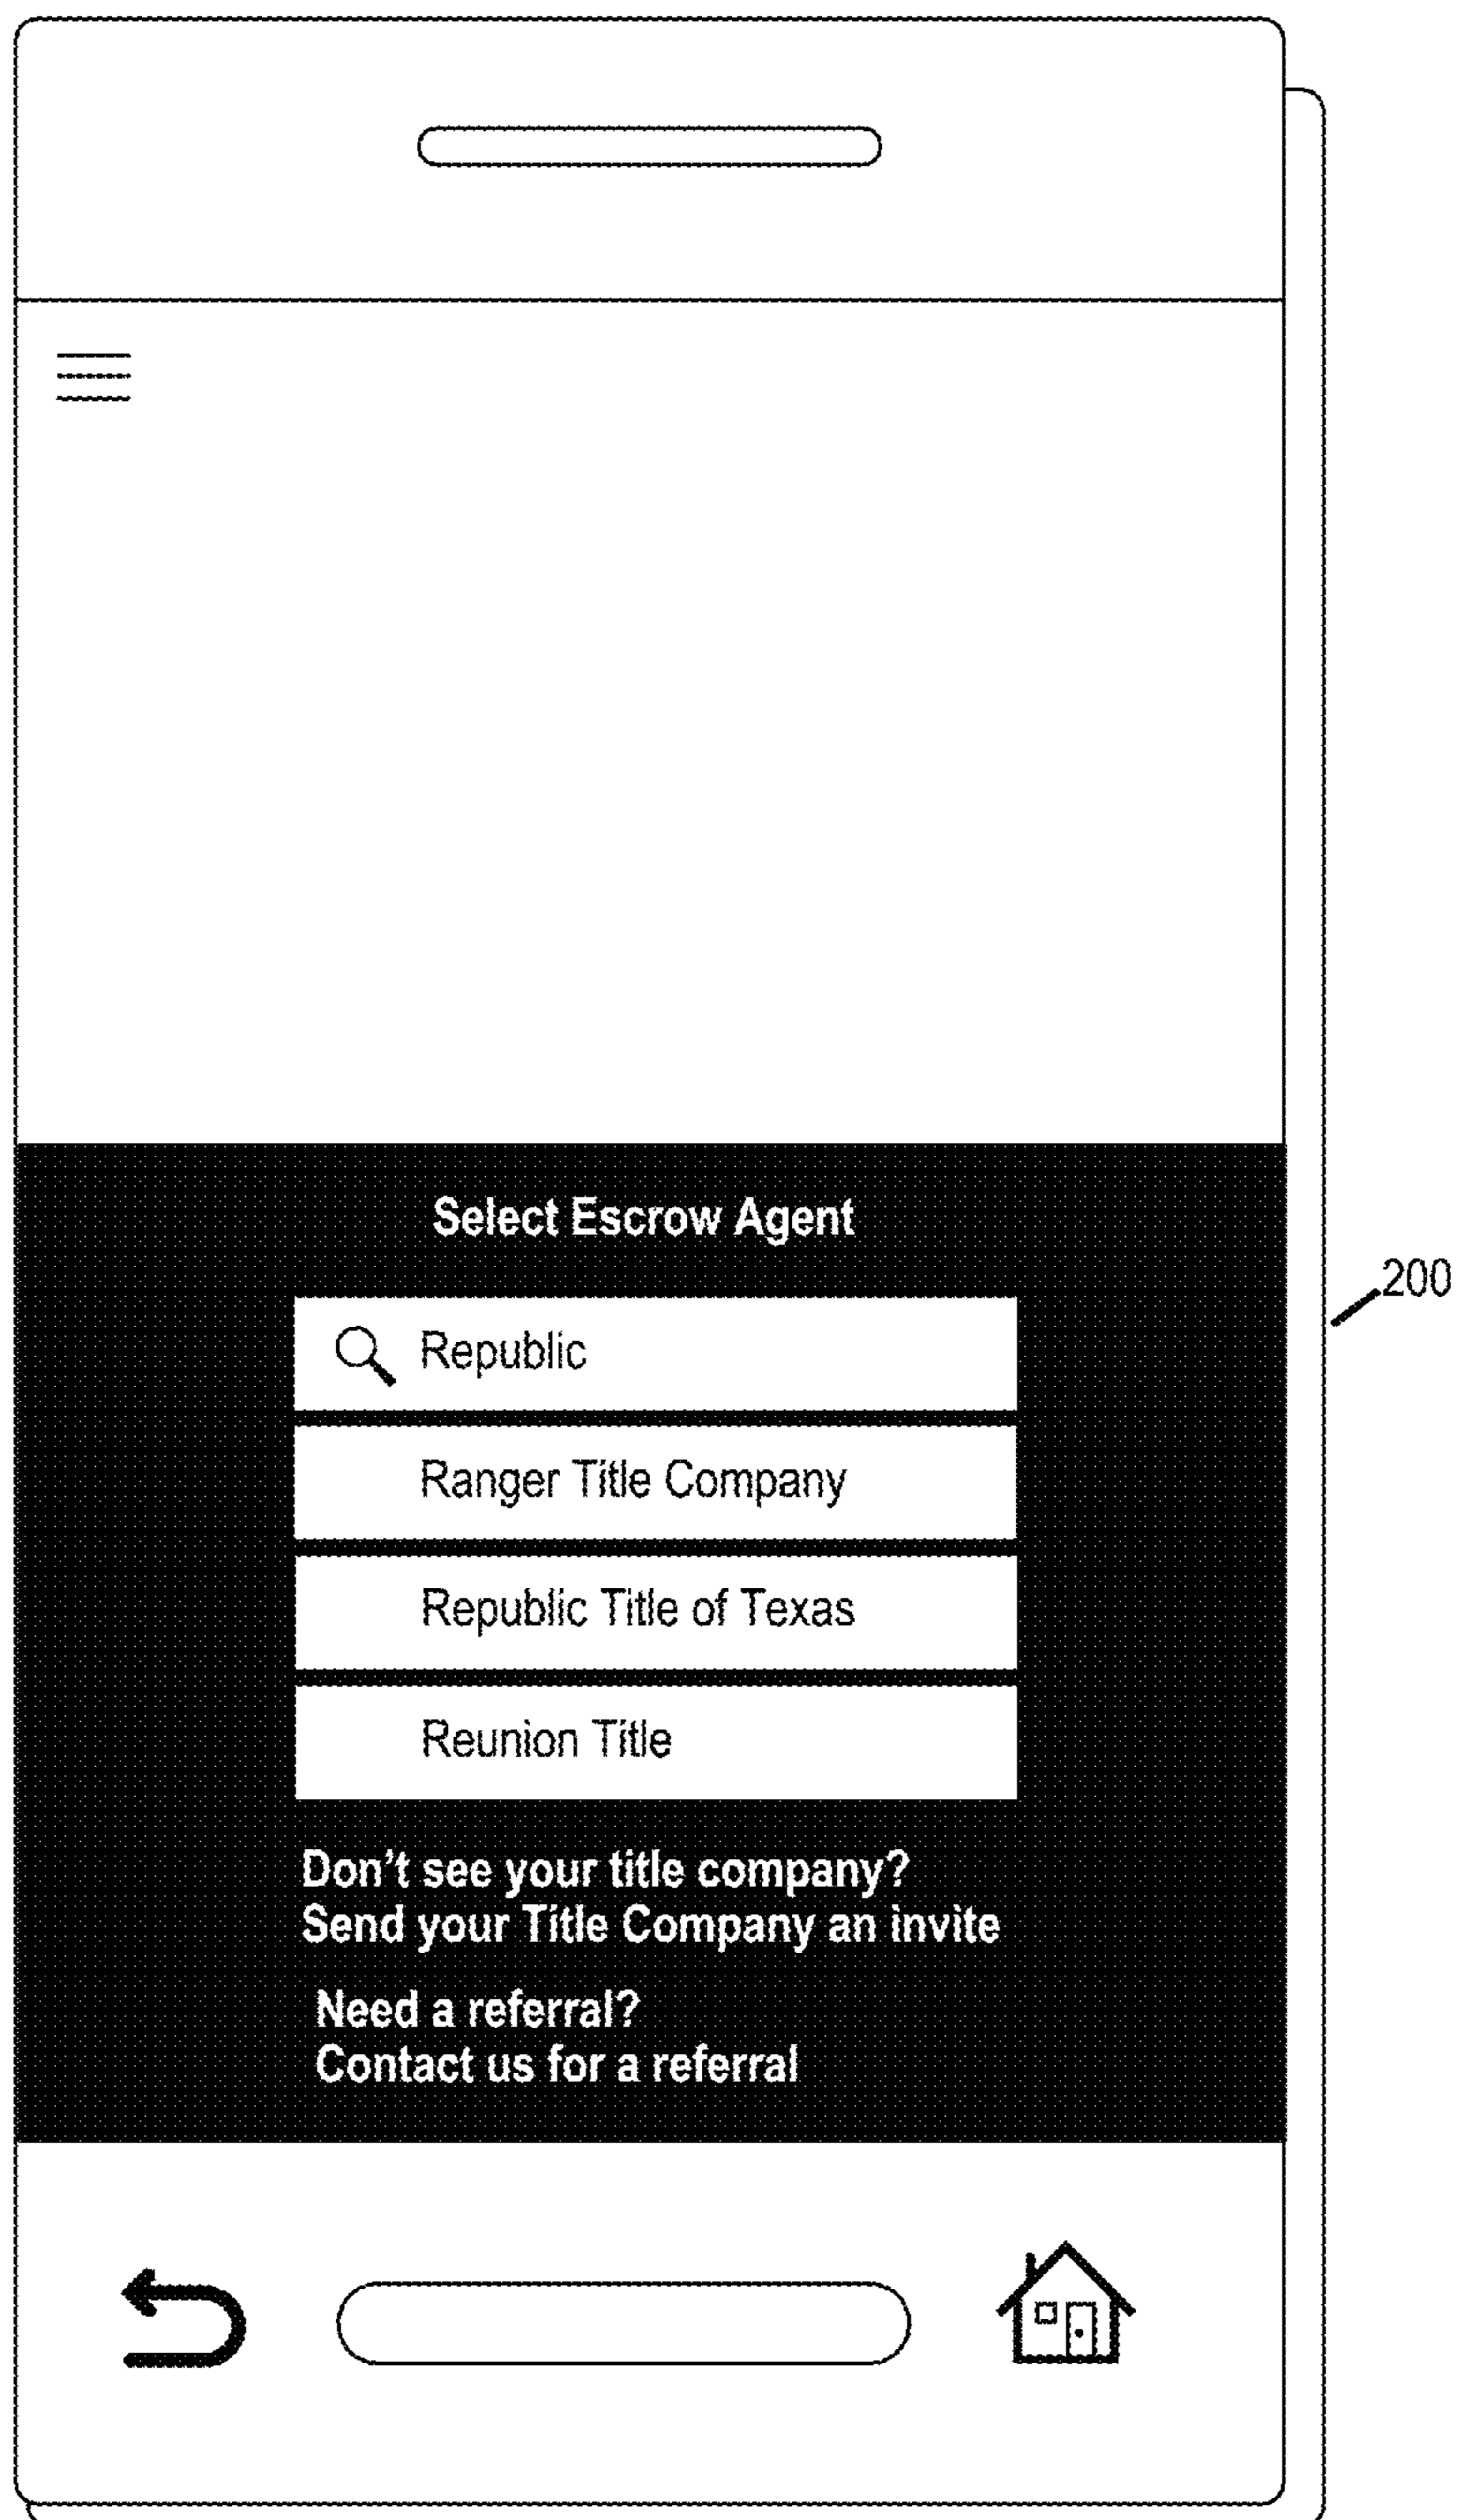 Select Escrow Agent
200
Republic
Ranger Title Company
Republic Title of Texas
Reunion Title
Don't see your title company?
Send your Title Company an invite
Need a referral?
Contact us for a referral